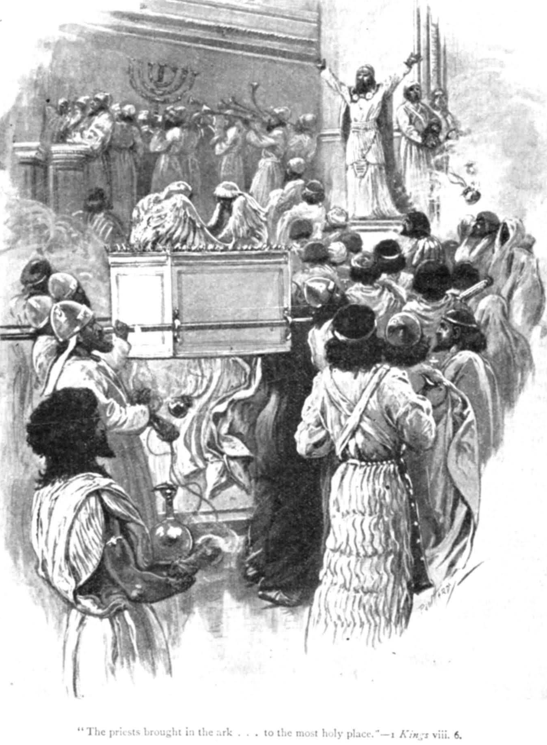 "The priests brought in the ark . . . to the most holy place."—1 Kings viii. 6.